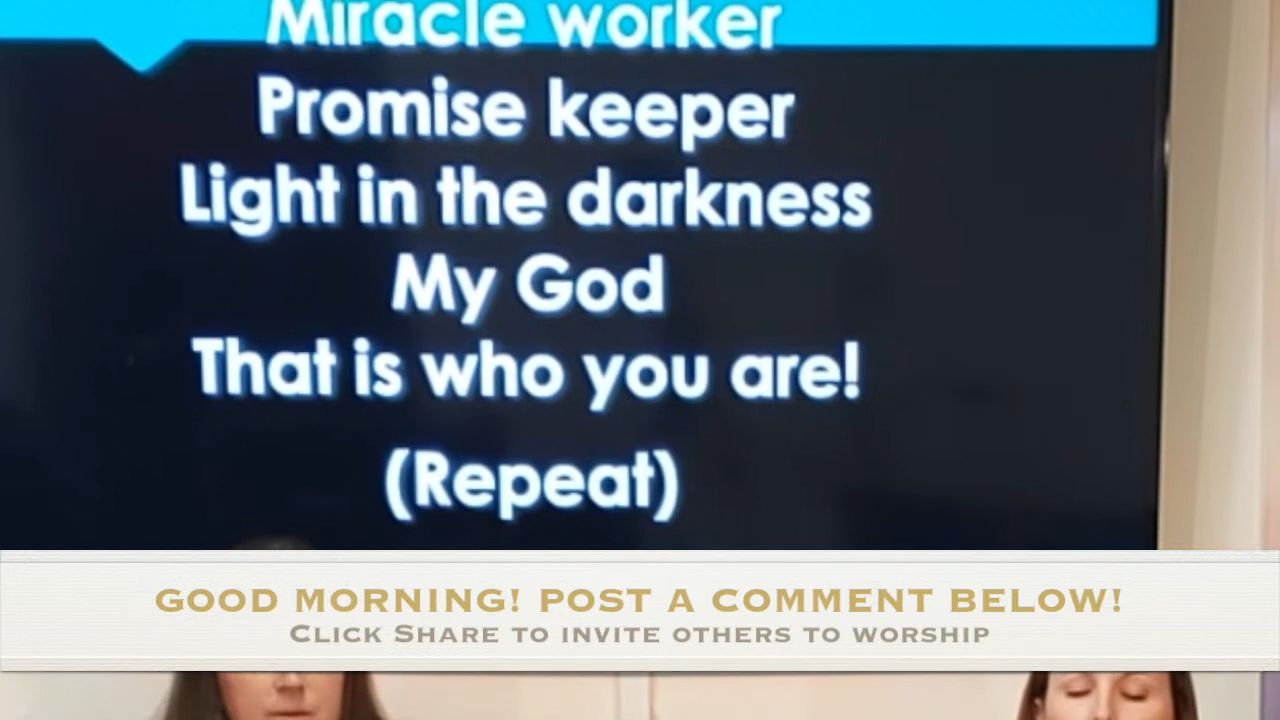 Miracle worker
Promise keeper
Light in the darkness
My God
That is who you are!
(Repeat)
GOOD MORNING! POST A COMMENT BELOW!
CLICK SHARE TO INVITE OTHERS TO WORSHIP